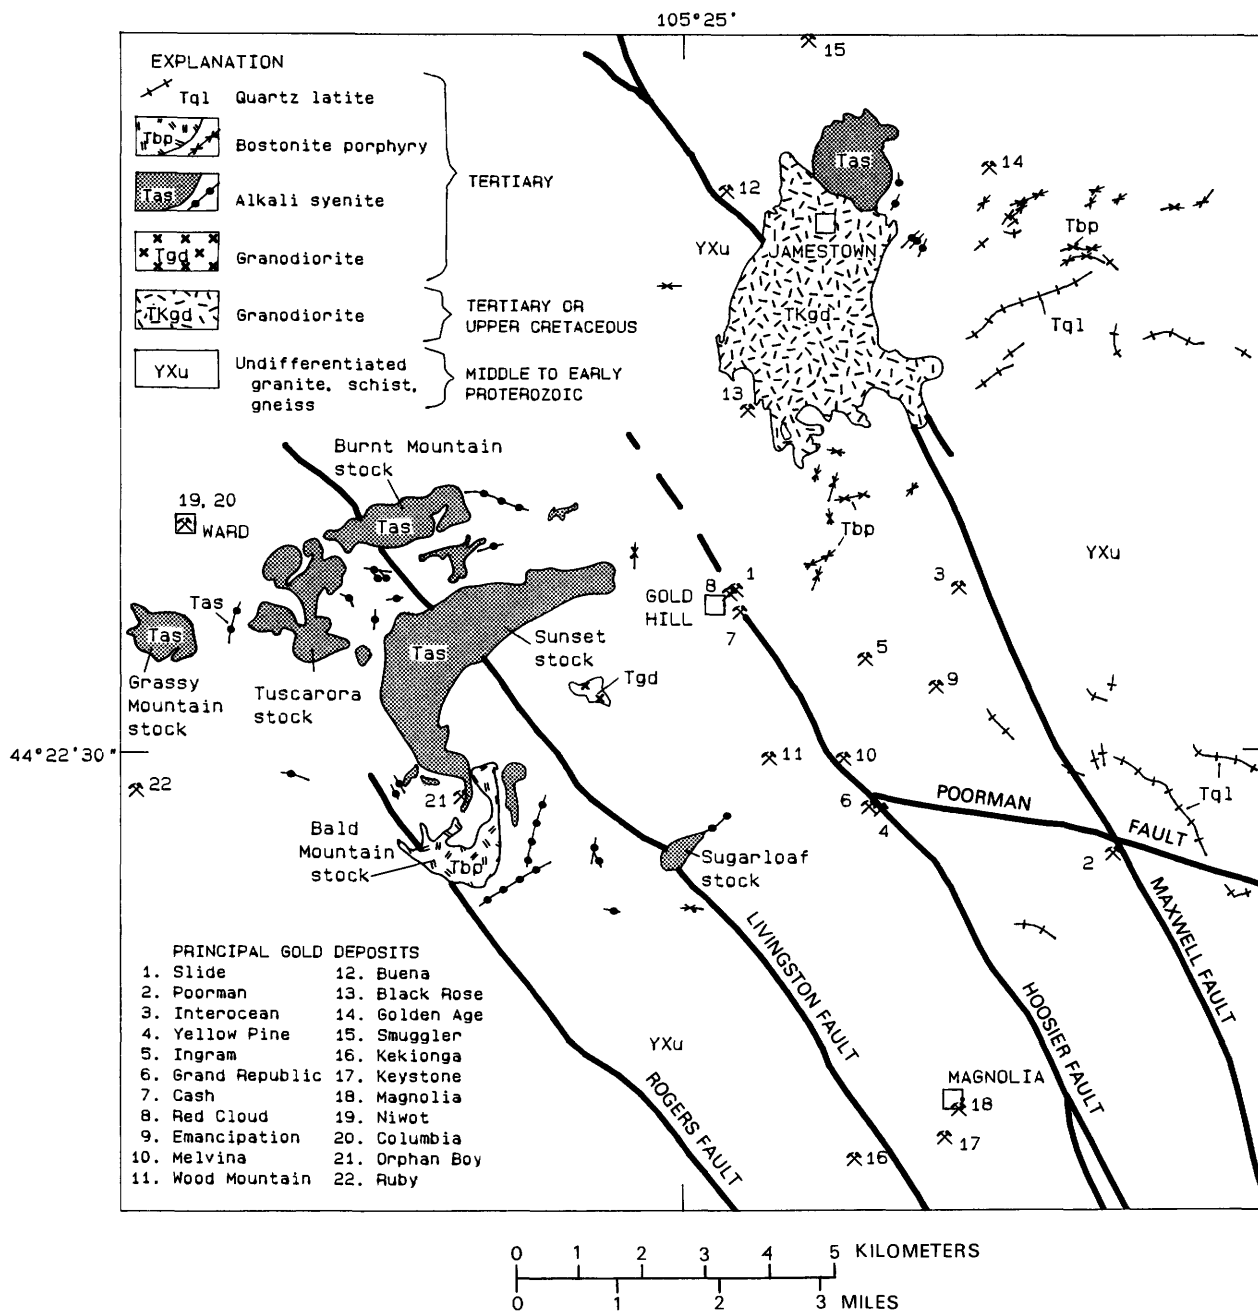 105°25'
EXPLANATION
Tql Quartz latite
Tbp Bostonite porphyry
Tas Alkali syenite
TERTIARY
Tgd Granodiorite
TKgd Granodiorite
TERTIARY OR
UPPER CRETACEOUS
YXu Undifferentiated
granite, schist,
gneiss
MIDDLE TO EARLY
PROTEROZOIC
15
Tas
14
12
Tbp
YXu
JAMESTOWN
TKgd
Tql
13
Burnt Mountain
stock
19, 20
WARD
Tas
Tbp
YXu
1
8
3
GOLD
HILL
7
Tas
Tas
Sunset
stock
Tas
5
Tgd
9
Grassy
Mountain
stock
Tuscarora
stock
44°22'30"
22
11
10
21
6
4
POORMAN
FAULT
Tql
2
Bald
Mountain
stock
Tbp
Sugarloaf
stock
MAXWELL FAULT
LIVINGSTON FAULT
HOOSIER FAULT
ROGERS FAULT
YXu
MAGNOLIA
18
17
16
PRINCIPAL GOLD DEPOSITS
1. Slide 12. Buena
2. Poorman 13. Black Rose
3. Interocean 14. Golden Age
4. Yellow Pine 15. Smuggler
5. Ingram 16. Kekionga
6. Grand Republic 17. Keystone
7. Cash 18. Magnolia
8. Red Cloud 19. Niwot
9. Emancipation 20. Columbia
10. Melvina 21. Orphan Boy
11. Wood Mountain 22. Ruby
0 1 2 3 4 5 KILOMETERS
0 1 2 3 MILES